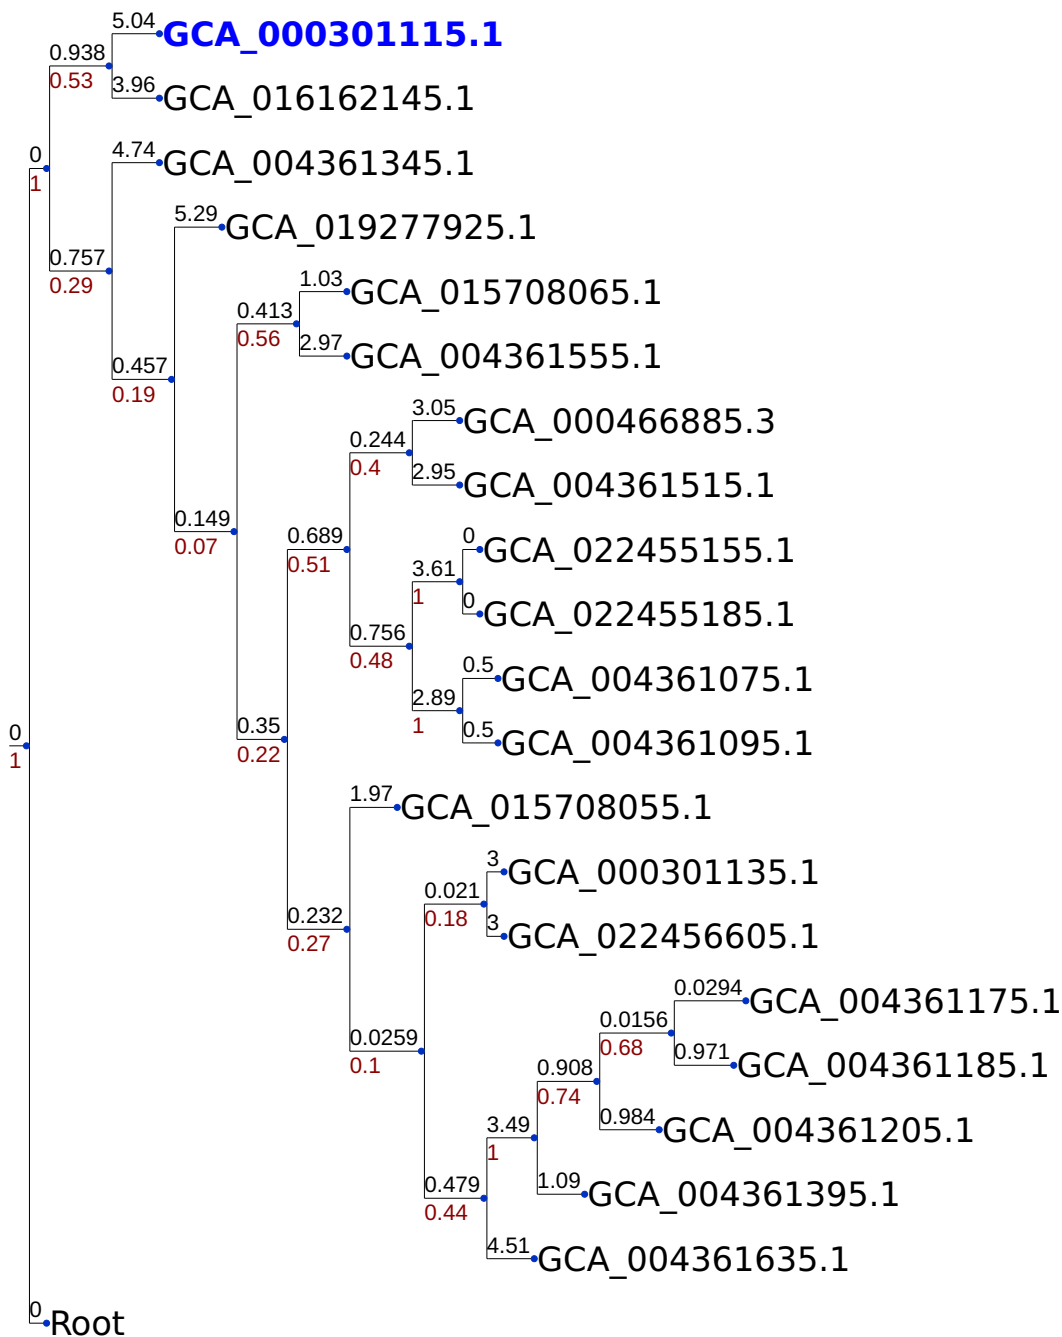 5.04
GCA_000301115.1
0.938
0.53
3.96
GCA_016162145.1
0
1
4.74
GCA_004361345.1
0.757
0.29
5.29
GCA_019277925.1
0.457
0.19
1.03
GCA_015708065.1
0.413
0.56
2.97
GCA_004361555.1
0.149
0.07
3.05
GCA_000466885.3
0.244
0.4
2.95
GCA_004361515.1
0.689
0.51
0
GCA_022455155.1
3.61
1
0
GCA_022455185.1
0.756
0.48
0.5
GCA_004361075.1
2.89
1
0.5
GCA_004361095.1
0.35
0.22
0
1
1.97
GCA_015708055.1
0.232
0.27
3
GCA_000301135.1
0.021
0.18
3
GCA_022456605.1
0.0259
0.1
0.0294
GCA_004361175.1
0.0156
0.68
0.971
GCA_004361185.1
0.908
0.74
0.984
GCA_004361205.1
3.49
1
1.09
GCA_004361395.1
0.479
0.44
4.51
GCA_004361635.1
0
Root